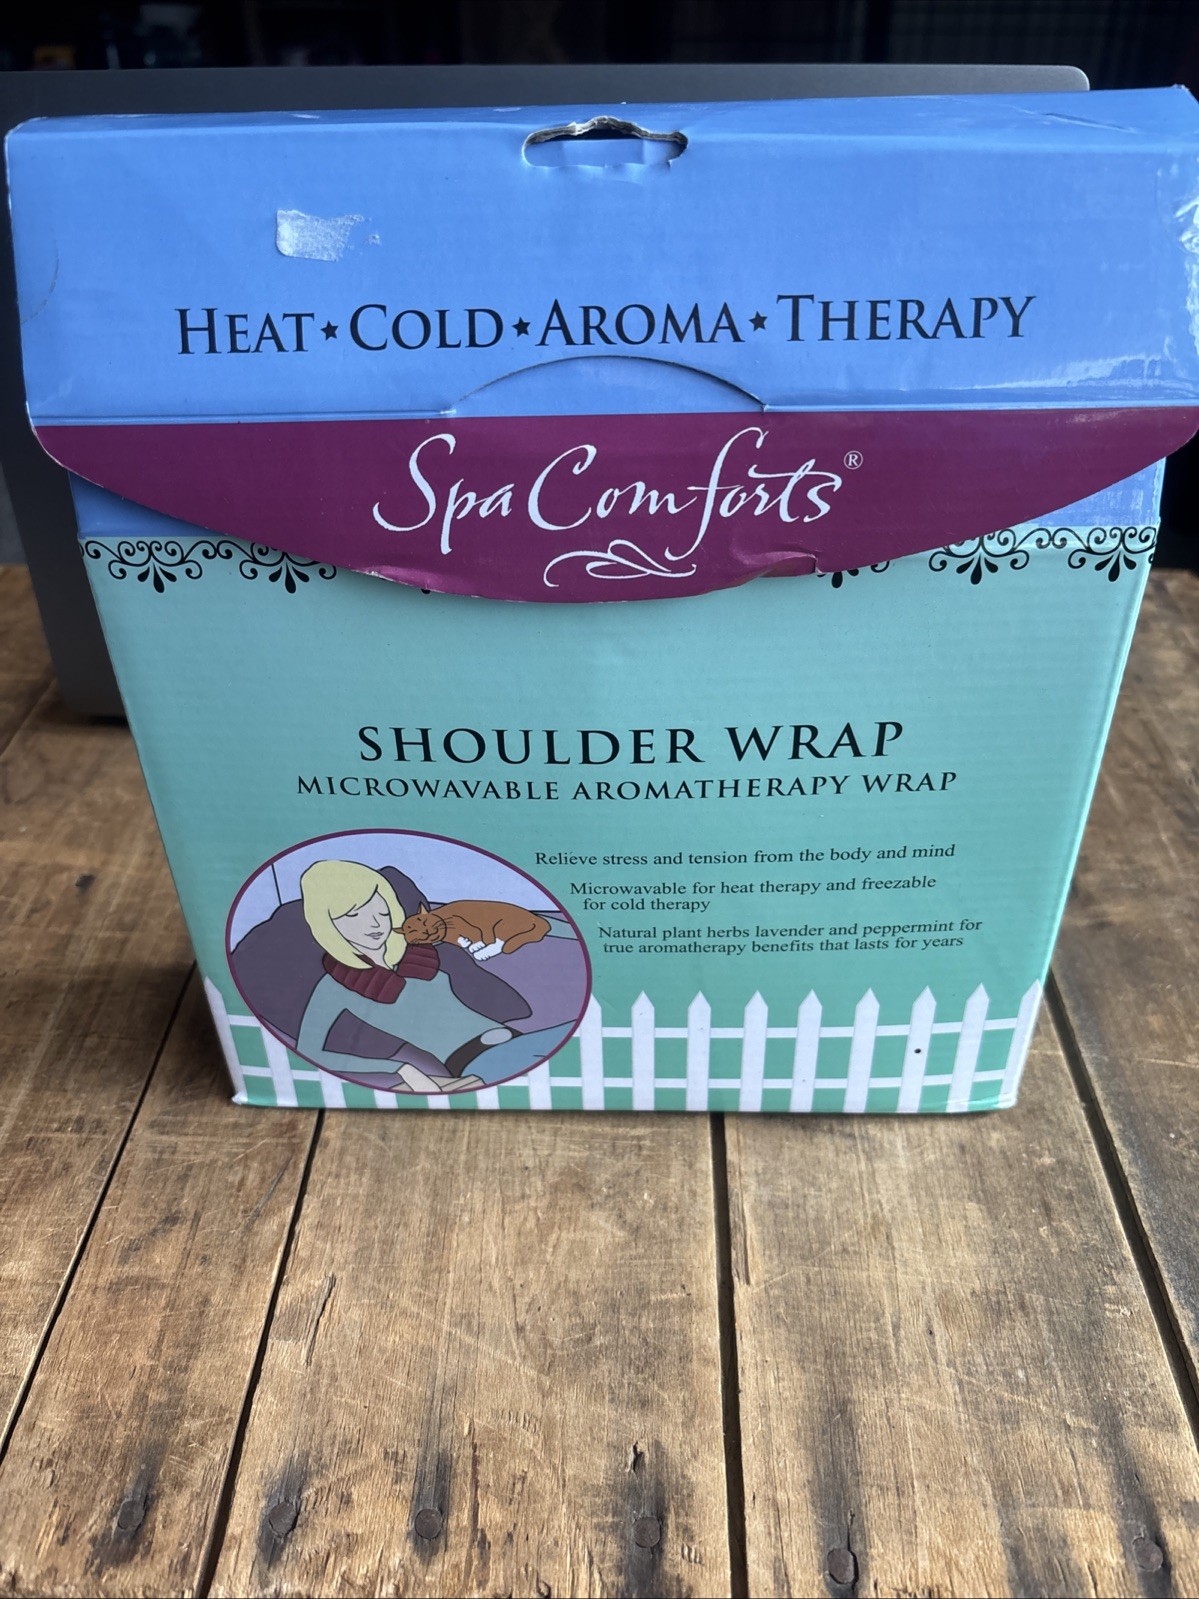 HEAT★COLD★AROMA★THERAPY
Spa Comforts®
SHOULDER WRAP
MICROWAVABLE AROMATHERAPY WRAP
Relieve stress and tension from the body and mind
Microwavable for heat therapy and freezable
for cold therapy
Natural plant herbs lavender and peppermint for
true aromatherapy benefits that lasts for years